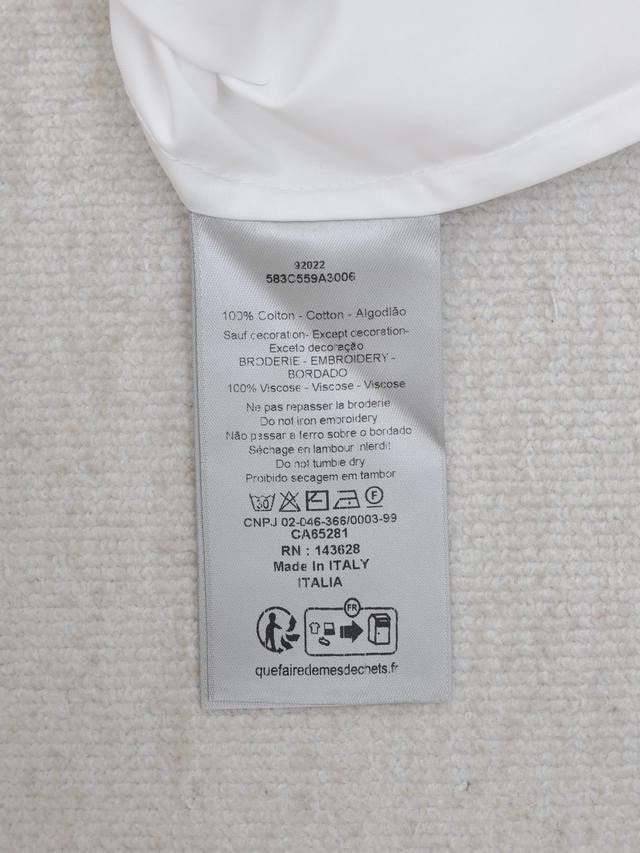 92022
583C559A3006
100% Cotton - Cotton - Algodão
Sauf decoration- Except decoration-
Exceto decoração
BRODERIE - EMBROIDERY -
BORDADO
100% Viscose - Viscose - Viscose
Ne pas repasser la broderie
Do not iron embroidery
Não passar a ferro sobre o bordado
Séchage en tambour interdit
Do not tumble dry
Proibido secagem em tambor
30 F
CNPJ 02-046-366/0003-99
CA65281
RN : 143628
Made In ITALY
ITALIA
FR
quefairedemesdechets.fr